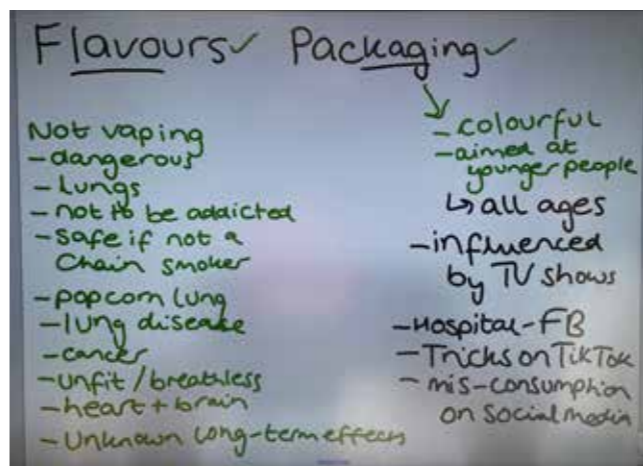 Flavours✓ Packaging✓
Not vaping
- dangerous
- Lungs
- not to be addicted
- safe if not a
Chain smoker
- popcorn lung
- lung disease
- cancer
- unfit / breathless
- heart + brain
- Unknown long-term effects
- colourful
- aimed at
younger people
↳ all ages
- influenced
by TV shows
- Hospital - FB
- Tricks on TikTok
- mis-consumption
on social media